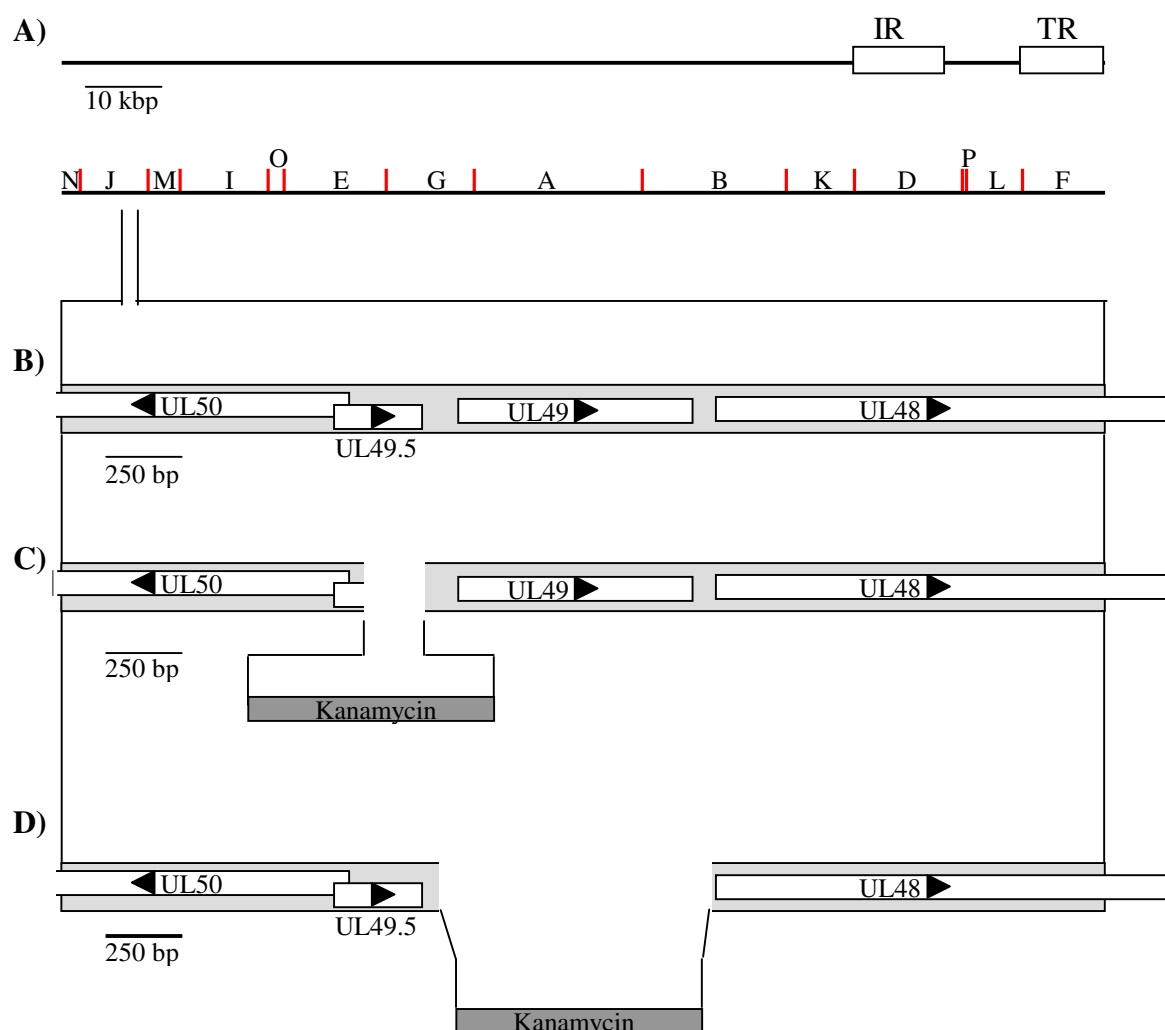 A)
IR TR
10 kbp
O P
N J M I E G A B K D L F
B)
UL50 UL49 UL48
UL49.5
250 bp
C)
UL50 UL49 UL48
250 bp
Kanamycin
D)
UL50 UL48
UL49.5
250 bp
Kanamycin